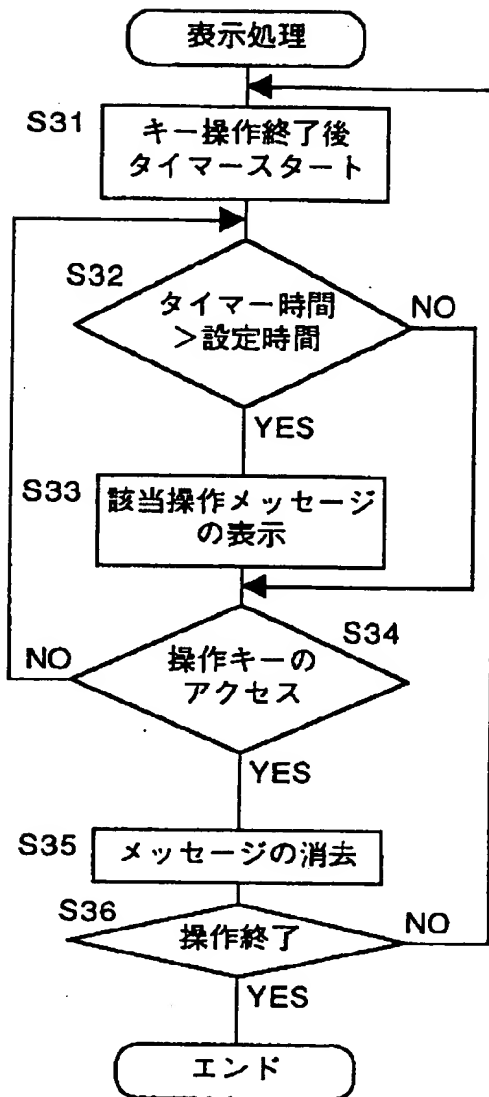 表示処理
S31
キー操作終了後
タイマースタート
S32
タイマー時間
>設定時間
NO
YES
S33
該当操作メッセージ
の表示
S34
操作キーの
アクセス
NO
YES
S35
メッセージの消去
S36
操作終了
NO
YES
エンド